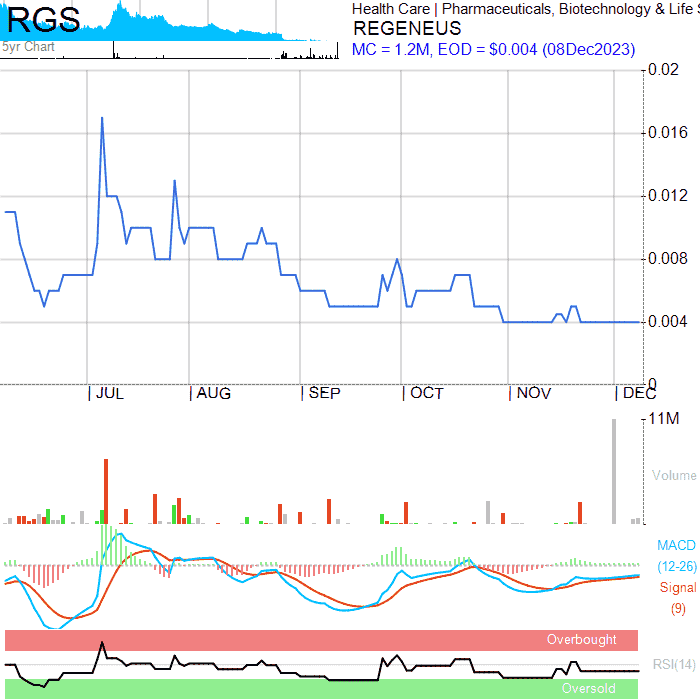 RGS
Health Care | Pharmaceuticals, Biotechnology & Life S
REGENEUS
5yr Chart
MC = 1.2M, EOD = $0.004 (08Dec2023)
0.02
0.016
0.012
0.008
0.004
0
JUL
AUG
SEP
OCT
NOV
DEC
11M
Volume
MACD
(12-26)
Signal
(9)
Overbought
RSI(14)
Oversold